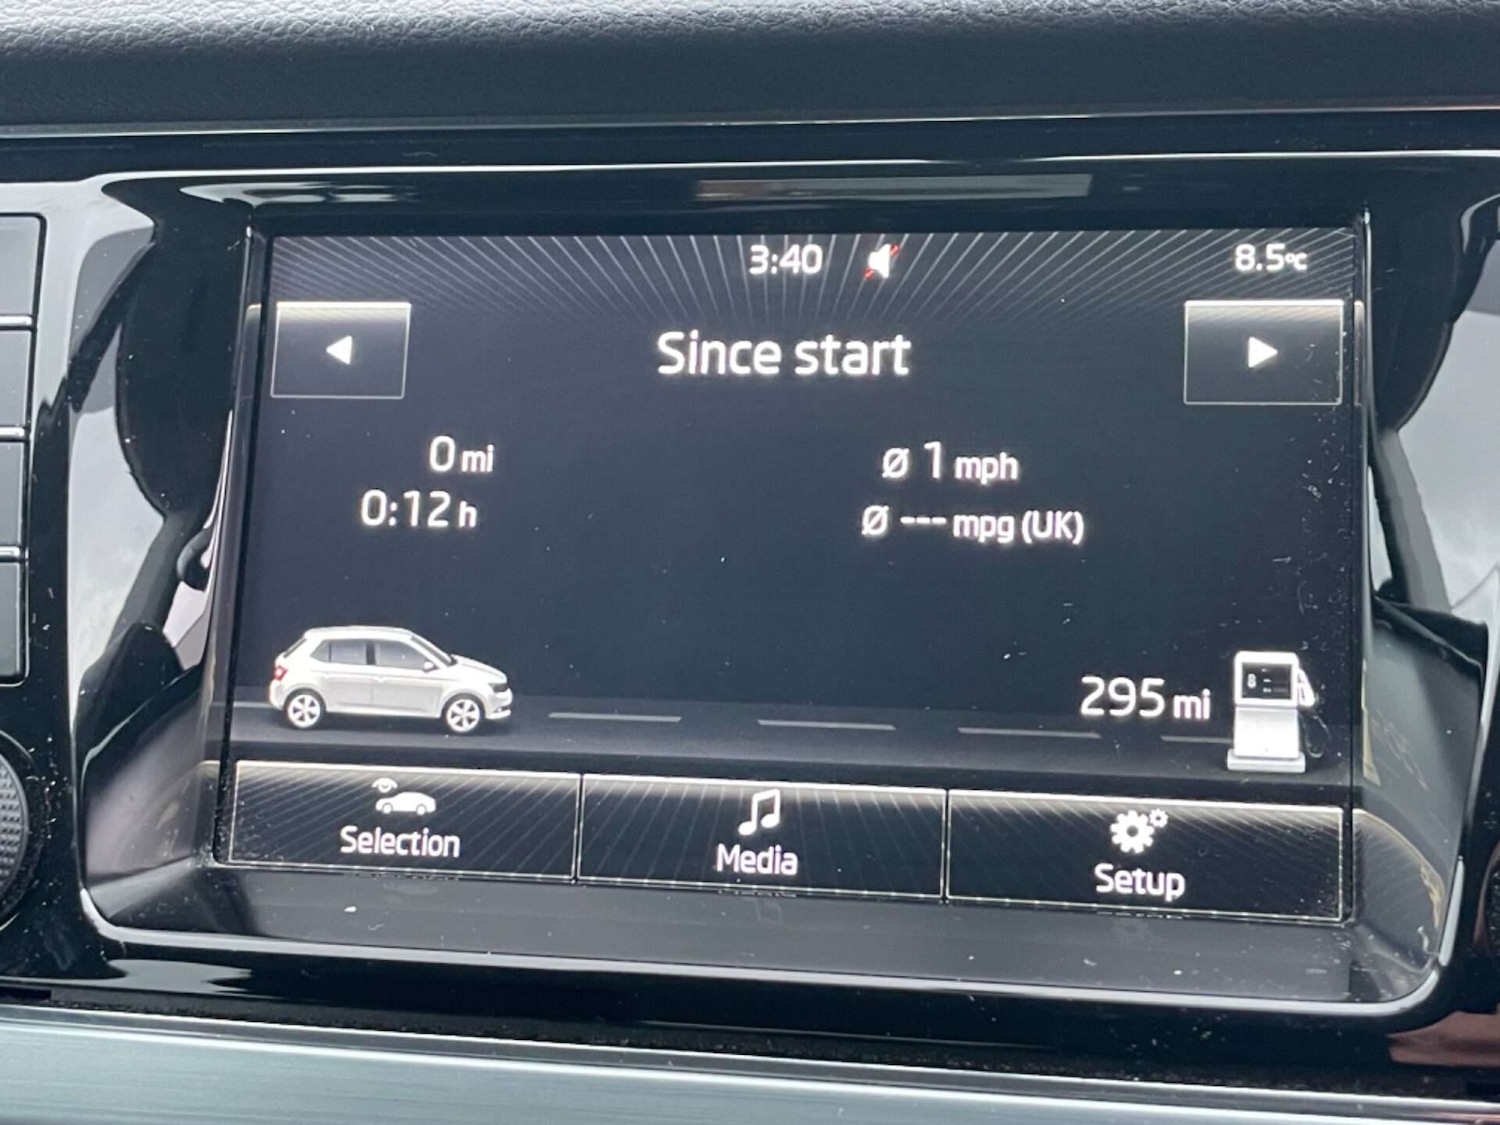 3:40
8.5°C
Since start
0 mi
Ø 1 mph
0:12 h
Ø --- mpg (UK)
295 mi
Selection
Media
Setup